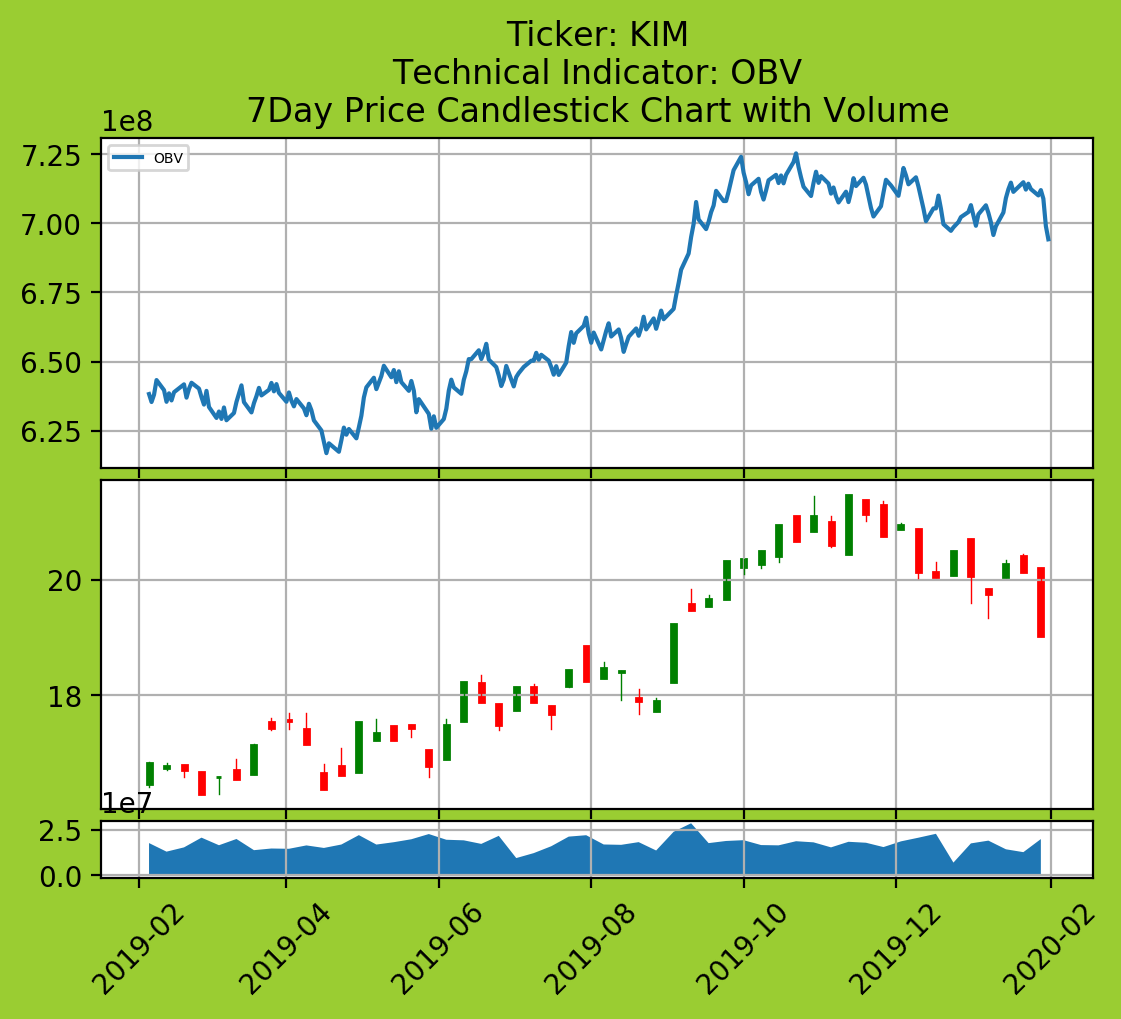 Ticker: KIM
Technical Indicator: OBV
7Day Price Candlestick Chart with Volume
1e8
OBV
7.25
7.00
6.75
6.50
6.25
20
18
1e7
2.5
0.0
2019-02
2019-04
2019-06
2019-08
2019-10
2019-12
2020-02